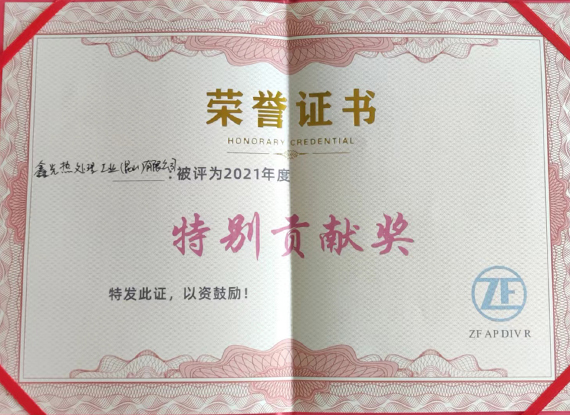 荣誉证书
HONORARY CREDENTIAL
鑫光热处理工业(昆山)有限公司:被评为2021年度
特别贡献奖
特发此证，以资鼓励！
ZF
ZF AP DIV R